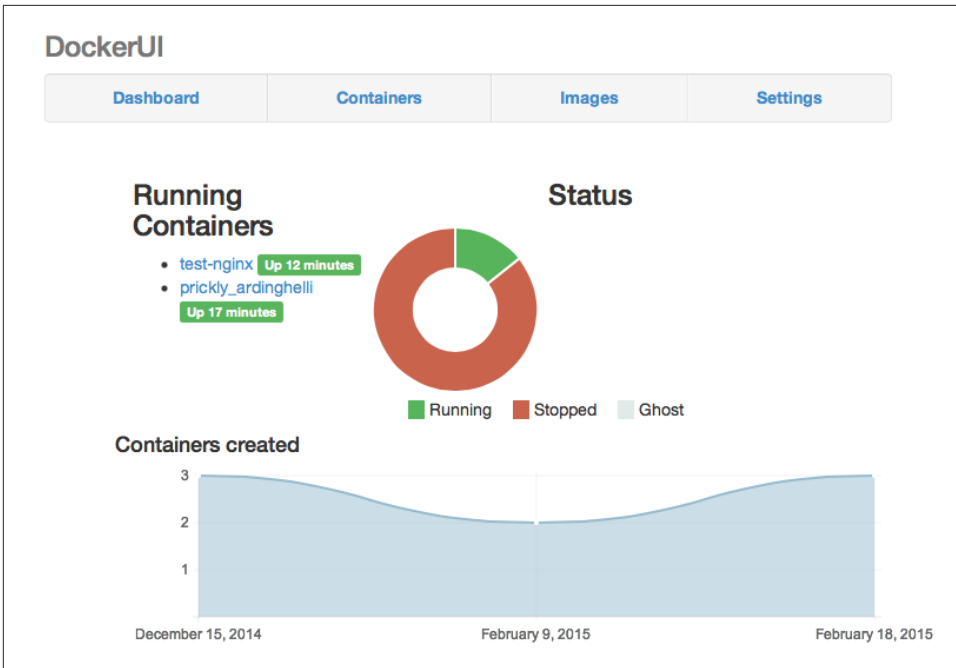 DockerUI
Dashboard
Containers
Images
Settings
Running
Containers
test-nginx Up 12 minutes
prickly_ardinghelli
Up 17 minutes
Status
Running
Stopped
Ghost
Containers created
3
2
1
December 15, 2014
February 9, 2015
February 18, 2015